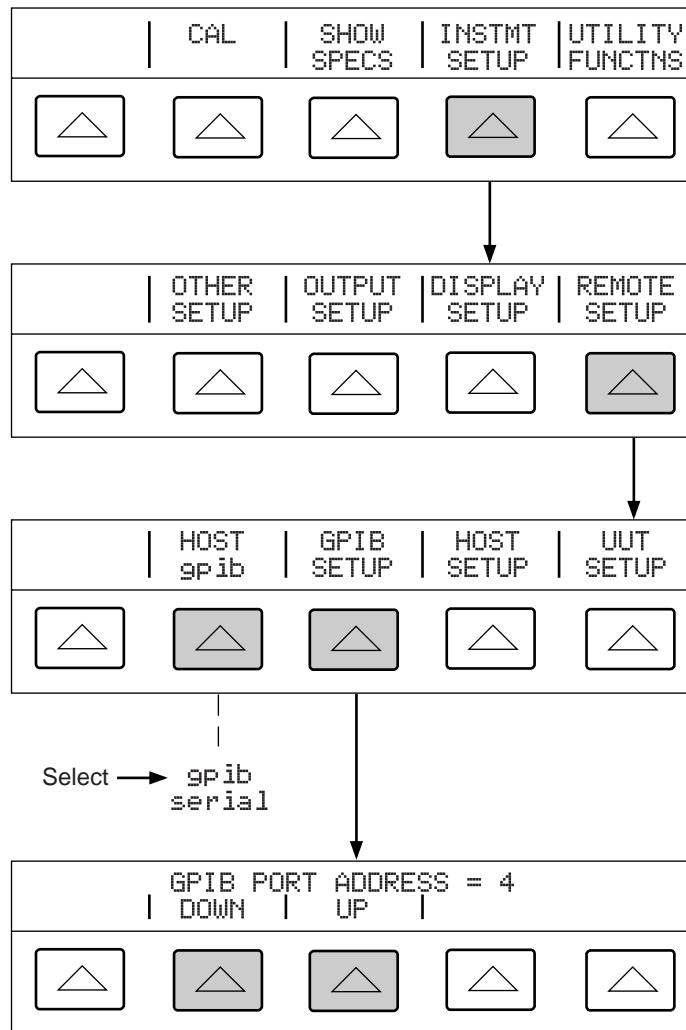 CAL | SHOW | INSTMT | UTILITY
SPECS | SETUP | FUNCTNS
OTHER | OUTPUT | DISPLAY | REMOTE
SETUP | SETUP | SETUP | SETUP
HOST | GPIB | HOST | UUT
gpib | SETUP | SETUP | SETUP
Select gpib
serial
GPIB PORT ADDRESS = 4
DOWN | UP |